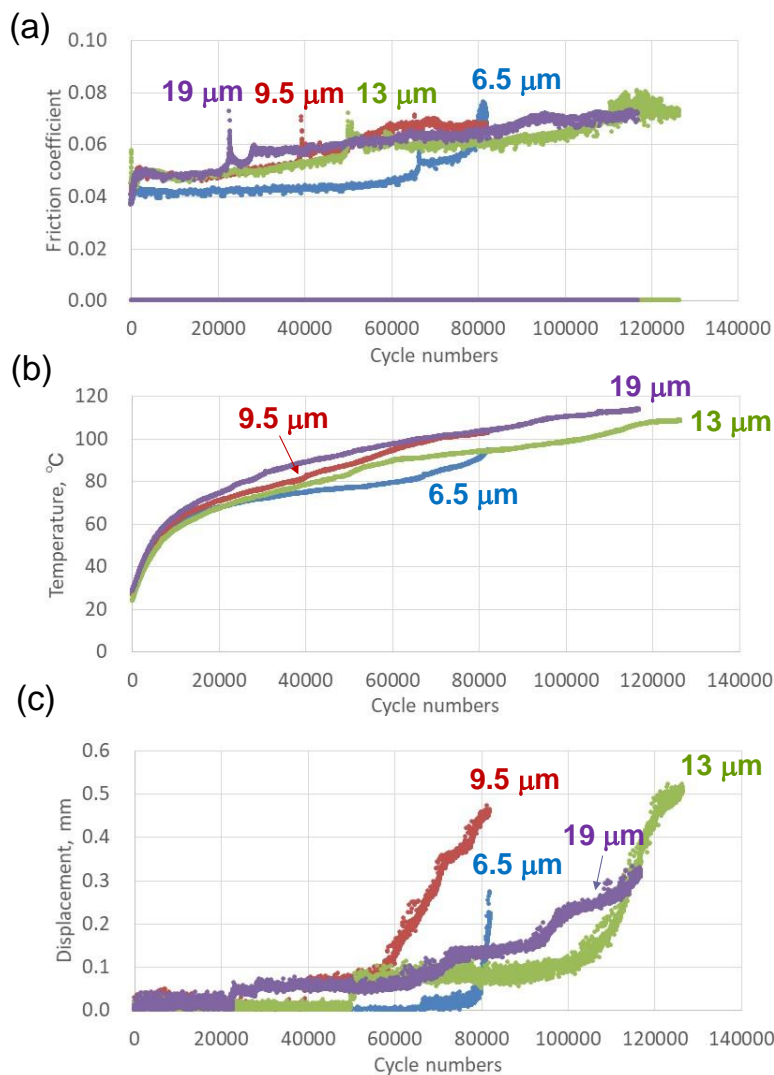 (a)
0.10
0.08
0.06
0.04
0.02
0.00
Friction coefficient
19 μm
9.5 μm
13 μm
6.5 μm
0 20000 40000 60000 80000 100000 120000 140000
Cycle numbers
(b)
120
100
80
60
40
20
0
Temperature, °C
9.5 μm
19 μm
13 μm
6.5 μm
0 20000 40000 60000 80000 100000 120000 140000
Cycle numbers
(c)
0.6
0.5
0.4
0.3
0.2
0.1
0.0
Displacement, mm
9.5 μm
13 μm
19 μm
6.5 μm
0 20000 40000 60000 80000 100000 120000 140000
Cycle numbers